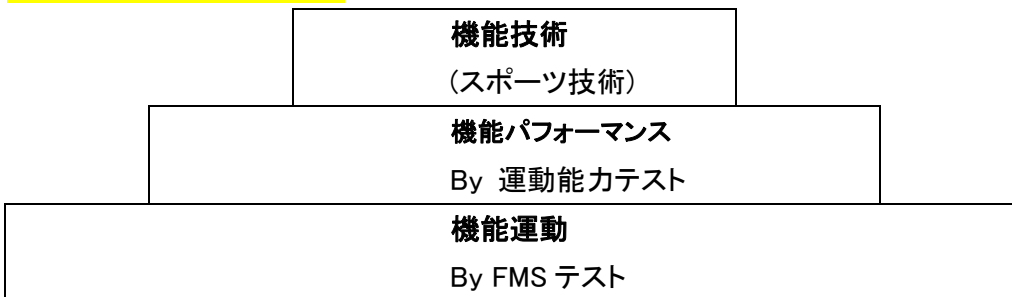 機能技術
(スポーツ技術)
機能パフォーマンス
By 運動能力テスト
機能運動
By FMS テスト